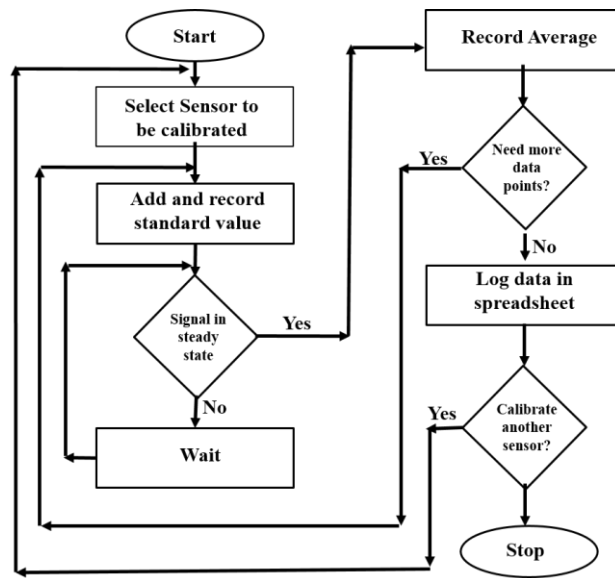 Start
Select Sensor to
be calibrated
Add and record
standard value
Signal in
steady
state
Yes
No
Wait
Record Average
Need more
data
points?
Yes
No
Log data in
spreadsheet
Calibrate
another
sensor?
Yes
Stop